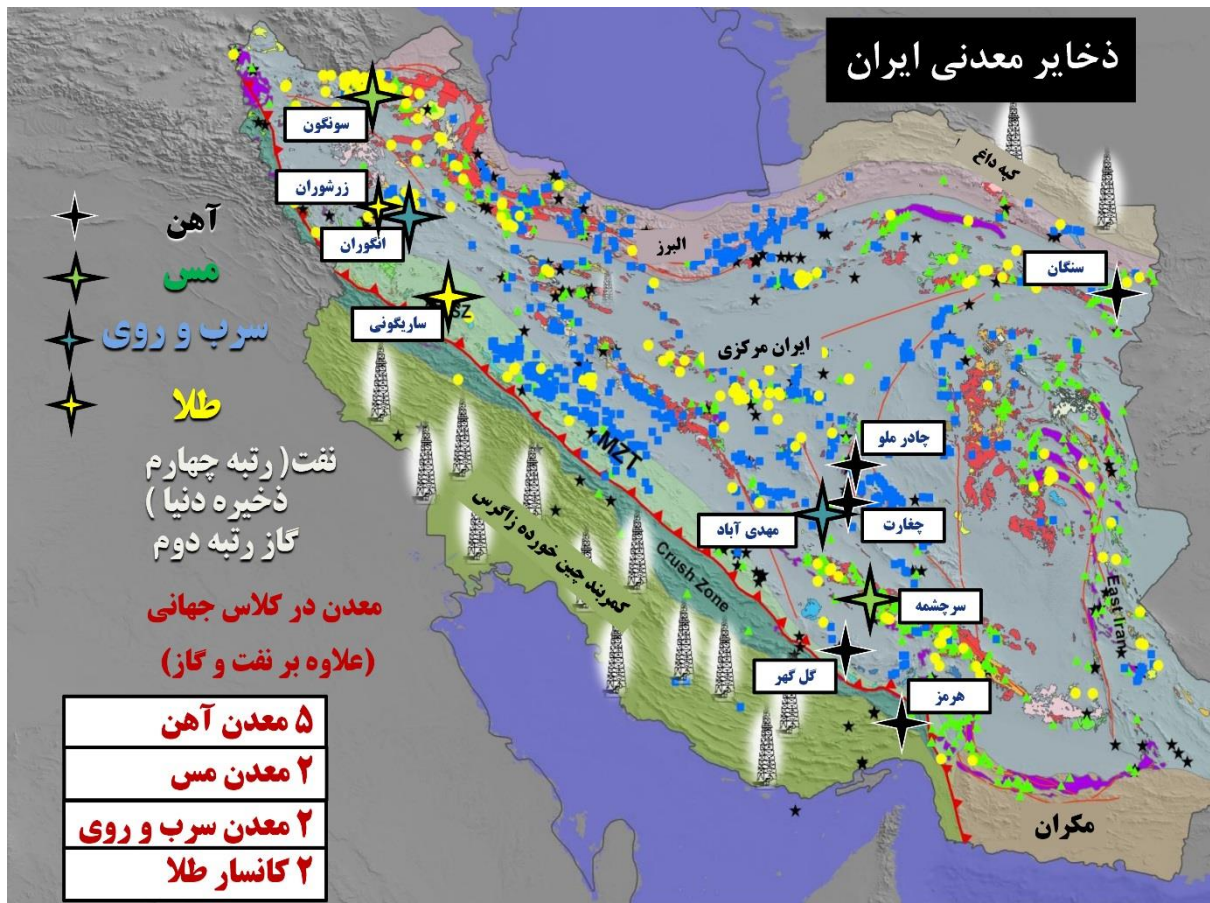 ذخایر معدنی ایران
سونگون
کپه داغ
زرشوران
آهن
انگوران
البرز
سنگان
مس
ساریگونی
SZ
سرب و روی
ایران مرکزی
طلا
چادر ملو
MZT
نفت( رتبه چهارم
ذخیره دنیا )
گاز رتبه دوم
مهدی آباد
چغارت
کمربند چین خورده زاگرس
Crush Zone
سرچشمه
East Iran
معدن در کلاس جهانی
(علاوه بر نفت و گاز)
گل گهر
هرمز
۵ معدن آهن
۲ معدن مس
۲ معدن سرب و روی
۲ کانسار طلا
مکران